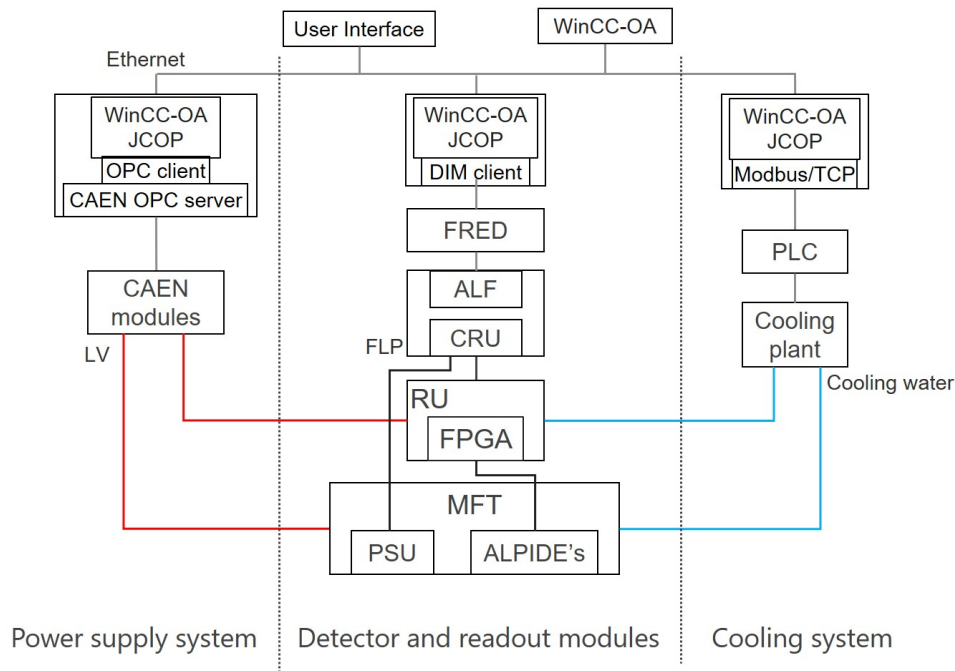 User Interface
WinCC-OA
Ethernet
WinCC-OA
JCOP
OPC client
CAEN OPC server
WinCC-OA
JCOP
DIM client
WinCC-OA
JCOP
Modbus/TCP
FRED
PLC
CAEN
modules
ALF
CRU
Cooling
plant
LV
FLP
Cooling water
RU
FPGA
MFT
PSU
ALPIDE's
Power supply system
Detector and readout modules
Cooling system